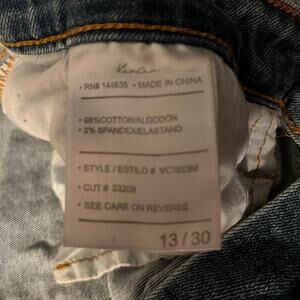 VanCha
• RN# 144638 • MADE IN CHINA
• 98%COTTON/ALGODON
• 2% SPANDEX/ELASTANO
• STYLE / ESTILO # VC1023M
• CUT # 33209
• SEE CARE ON REVERSE
13 / 30